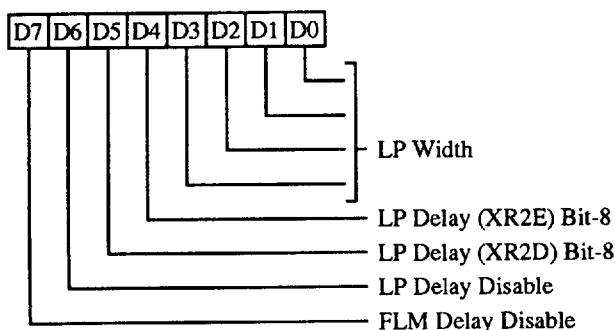 D7 D6 D5 D4 D3 D2 D1 D0
LP Width
LP Delay (XR2E) Bit-8
LP Delay (XR2D) Bit-8
LP Delay Disable
FLM Delay Disable